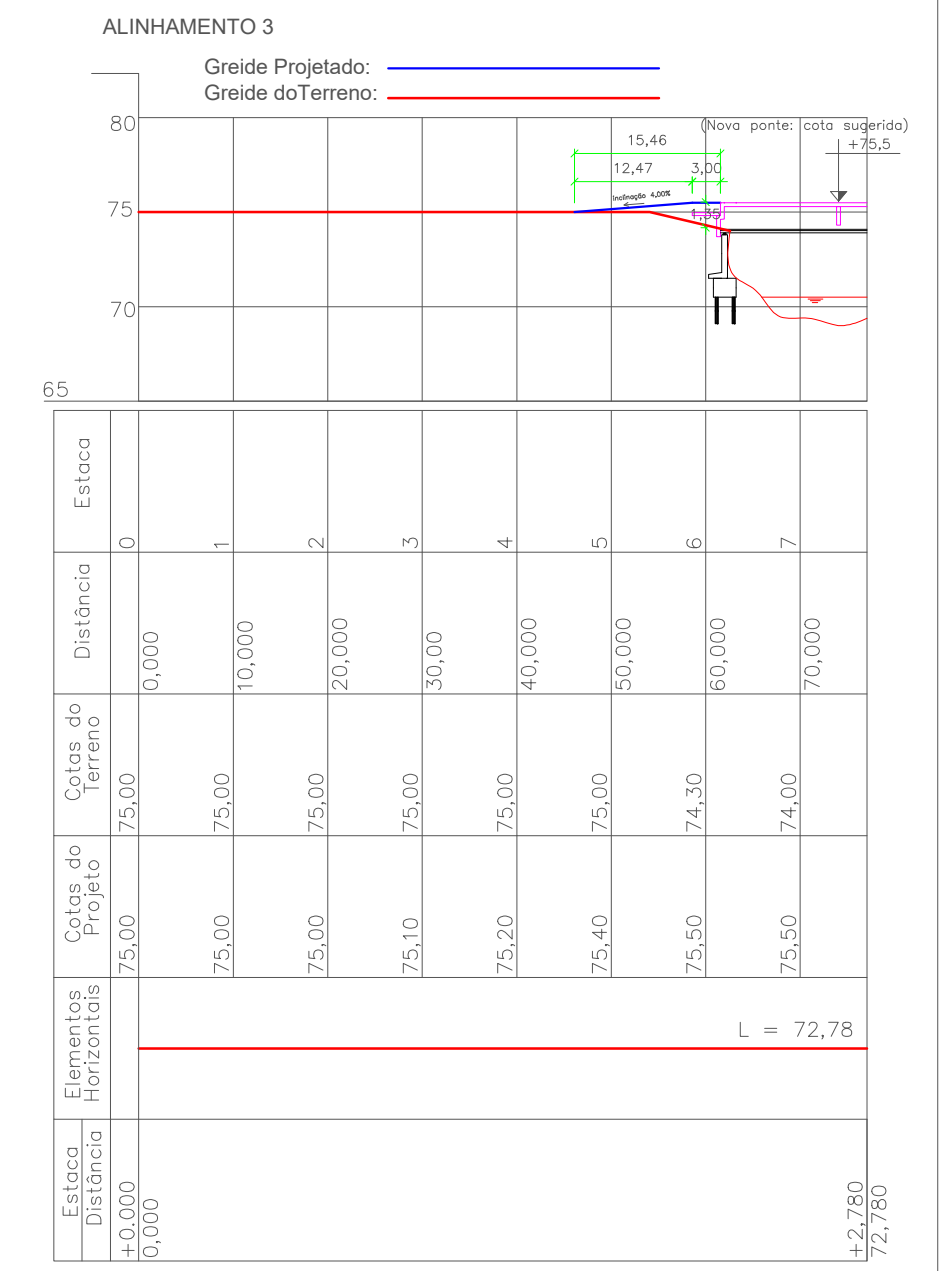 ALINHAMENTO 3
Greide Projetado:
Greide doTerreno:
80
75
70
65
(Nova ponte: cota sugerida)
+75,5
15,46
12,47
3,00
Inclinação 4,00%
1,35
Estaca
0
1
2
3
4
5
6
7
Distância
0,000
10,000
20,000
30,00
40,000
50,000
60,000
70,000
Cotas do
Terreno
75,00
75,00
75,00
75,00
75,00
75,00
74,30
74,00
Cotas do
Projeto
75,00
75,00
75,00
75,10
75,20
75,40
75,50
75,50
Elementos
Horizontais
L = 72,78
Estaca
Distância
+0.000
0,000
+2,780
72,780